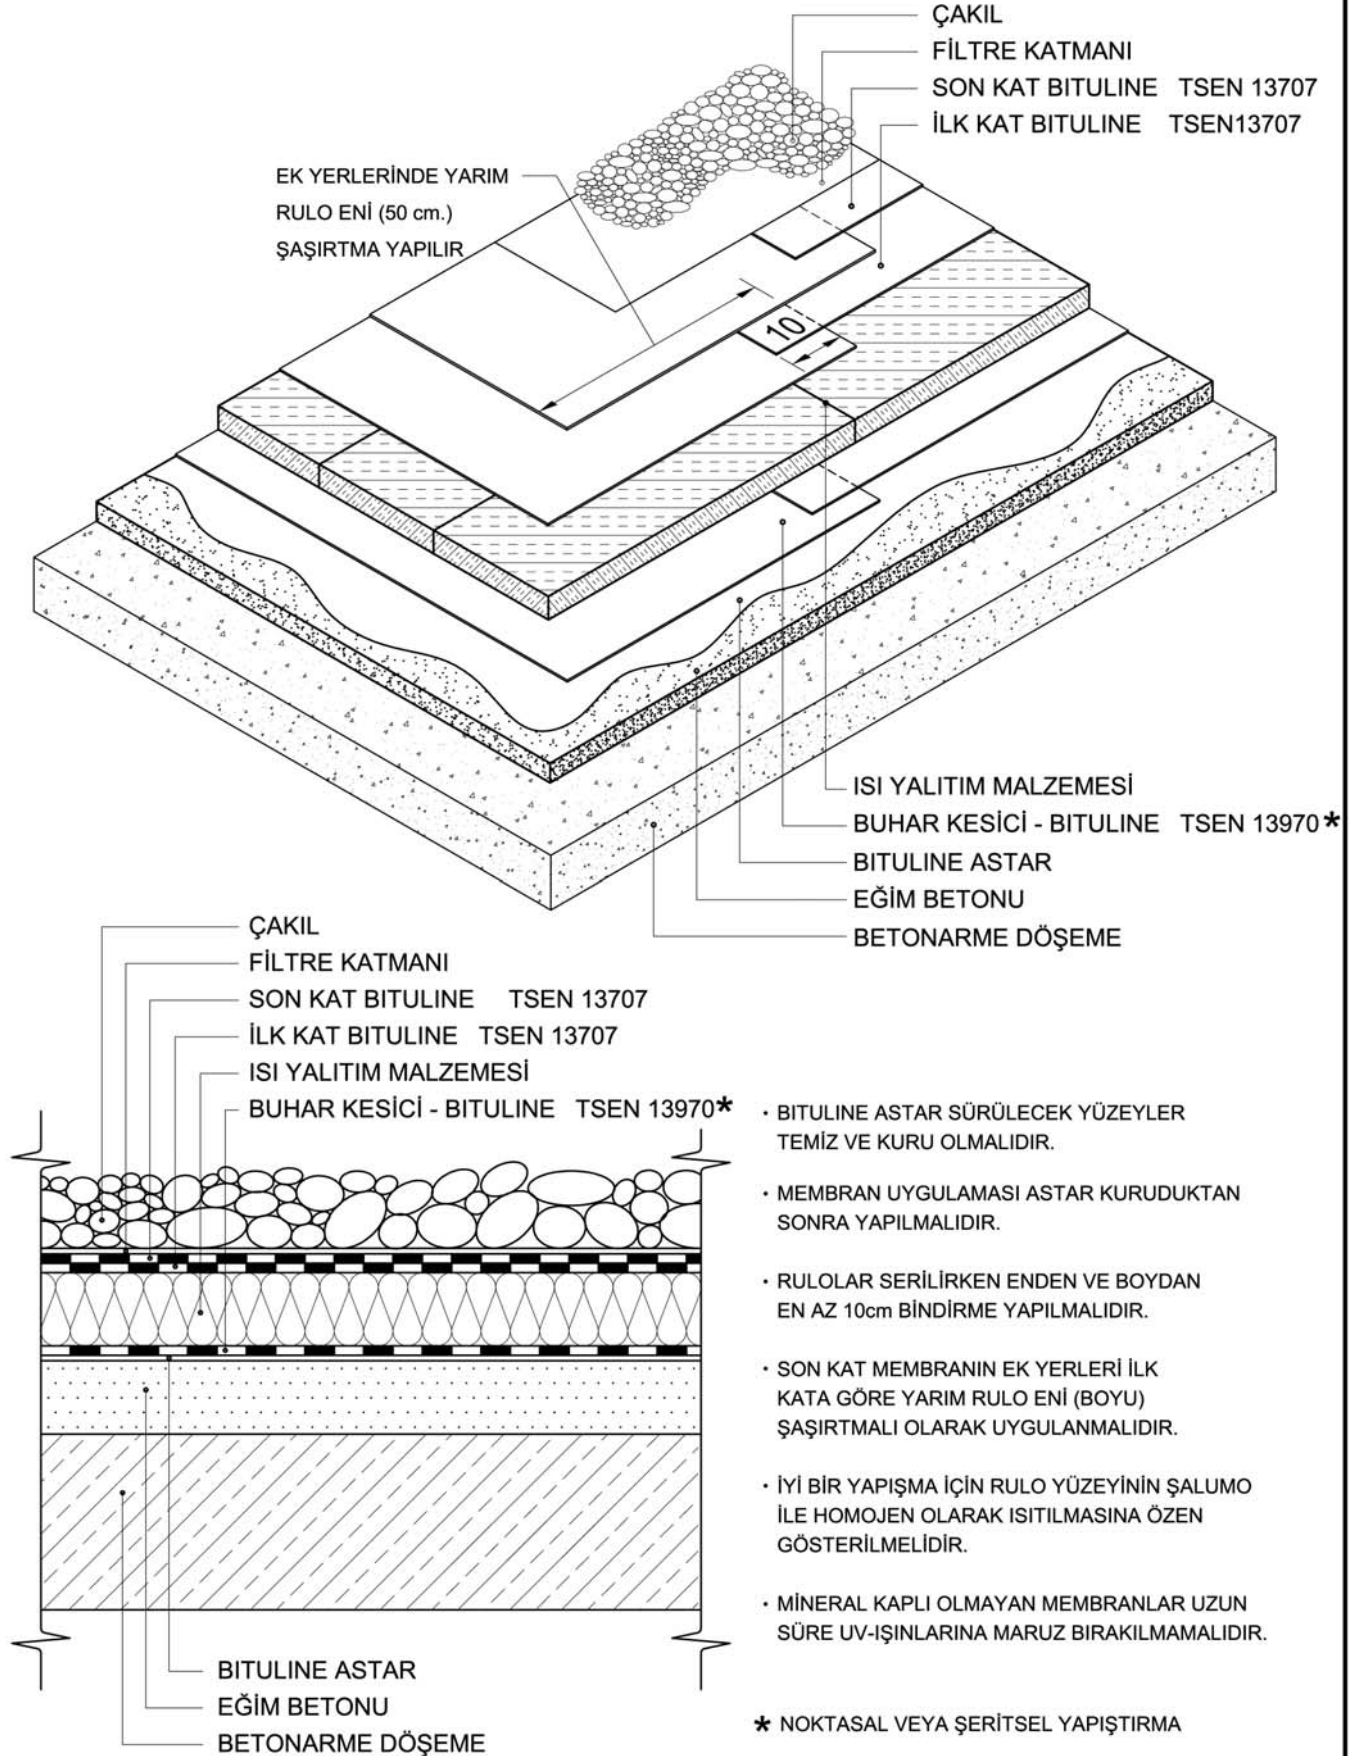 ÇAKIL
FİLTRE KATMANI
SON KAT BITULINE TSEN 13707
İLK KAT BITULINE TSEN13707
EK YERLERİNDE YARIM
RULO ENİ (50 cm.)
ŞAŞIRTMA YAPILIR
10
ISI YALITIM MALZEMESİ
BUHAR KESİCİ - BITULINE TSEN 13970*
BITULINE ASTAR
EĞİM BETONU
BETONARME DÖŞEME
ÇAKIL
FİLTRE KATMANI
SON KAT BITULINE TSEN 13707
İLK KAT BITULINE TSEN 13707
ISI YALITIM MALZEMESİ
BUHAR KESİCİ - BITULINE TSEN 13970*
BITULINE ASTAR
EĞİM BETONU
BETONARME DÖŞEME
· BITULINE ASTAR SÜRÜLECEK YÜZEYLER
TEMİZ VE KURU OLMALIDIR.
· MEMBRAN UYGULAMASI ASTAR KURUDUKTAN
SONRA YAPILMALIDIR.
· RULOLAR SERİLİRKEN ENDEN VE BOYDAN
EN AZ 10cm BİNDİRME YAPILMALIDIR.
· SON KAT MEMBRANIN EK YERLERİ İLK
KATA GÖRE YARIM RULO ENİ (BOYU)
ŞAŞIRTMALI OLARAK UYGULANMALIDIR.
· İYİ BİR YAPIŞMA İÇİN RULO YÜZEYİNİN ŞALUMO
İLE HOMOJEN OLARAK ISITILMASINA ÖZEN
GÖSTERİLMELİDİR.
· MİNERAL KAPLI OLMAYAN MEMBRANLAR UZUN
SÜRE UV-IŞINLARINA MARUZ BIRAKILMAMALIDIR.
* NOKTASAL VEYA ŞERİTSEL YAPIŞTIRMA